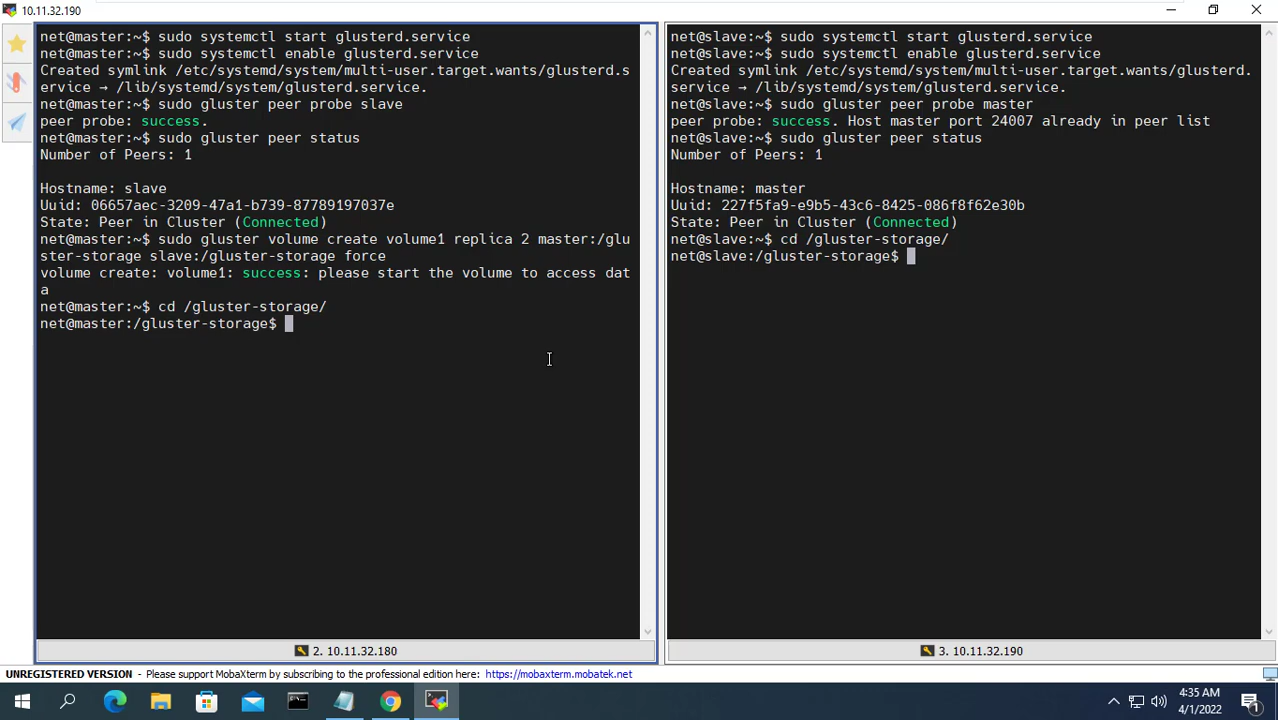 10.11.32.190
net@master:~$ sudo systemctl start glusterd.service
net@master:~$ sudo systemctl enable glusterd.service
Created symlink /etc/systemd/system/multi-user.target.wants/glusterd.s
ervice → /lib/systemd/system/glusterd.service.
net@master:~$ sudo gluster peer probe slave
peer probe: success.
net@master:~$ sudo gluster peer status
Number of Peers: 1
Hostname: slave
Uuid: 06657aec-3209-47a1-b739-87789197037e
State: Peer in Cluster (Connected)
net@master:~$ sudo gluster volume create volume1 replica 2 master:/glu
ster-storage slave:/gluster-storage force
volume create: volume1: success: please start the volume to access dat
a
net@master:~$ cd /gluster-storage/
net@master:/gluster-storage$
2. 10.11.32.180
net@slave:~$ sudo systemctl start glusterd.service
net@slave:~$ sudo systemctl enable glusterd.service
Created symlink /etc/systemd/system/multi-user.target.wants/glusterd.
service → /lib/systemd/system/glusterd.service.
net@slave:~$ sudo gluster peer probe master
peer probe: success. Host master port 24007 already in peer list
net@slave:~$ sudo gluster peer status
Number of Peers: 1
Hostname: master
Uuid: 227f5fa9-e9b5-43c6-8425-086f8f62e30b
State: Peer in Cluster (Connected)
net@slave:~$ cd /gluster-storage/
net@slave:/gluster-storage$
3. 10.11.32.190
UNREGISTERED VERSION - Please support MobaXterm by subscribing to the professional edition here: https://mobaxterm.mobatek.net
4:35 AM
4/1/2022
1